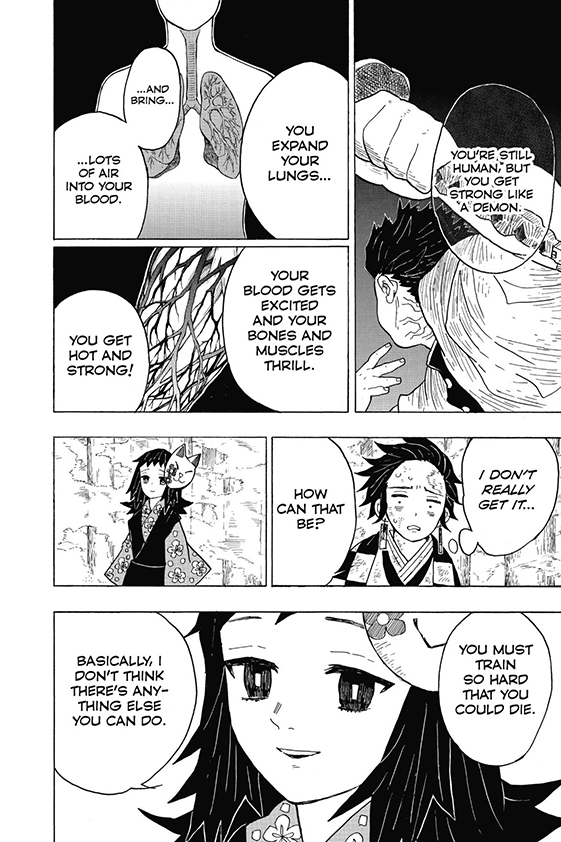 YOU'RE STILL
HUMAN, BUT
YOU GET
STRONG LIKE
A DEMON.
YOU
EXPAND
YOUR
LUNGS...
...AND
BRING...
...LOTS
OF AIR
INTO YOUR
BLOOD.
YOUR
BLOOD GETS
EXCITED
AND YOUR
BONES AND
MUSCLES
THRILL.
YOU GET
HOT AND
STRONG!
I DON'T
REALLY
GET IT...
HOW
CAN THAT
BE?
YOU MUST
TRAIN
SO HARD
THAT YOU
COULD DIE.
BASICALLY, I
DON'T THINK
THERE'S ANY-
THING ELSE
YOU CAN DO.